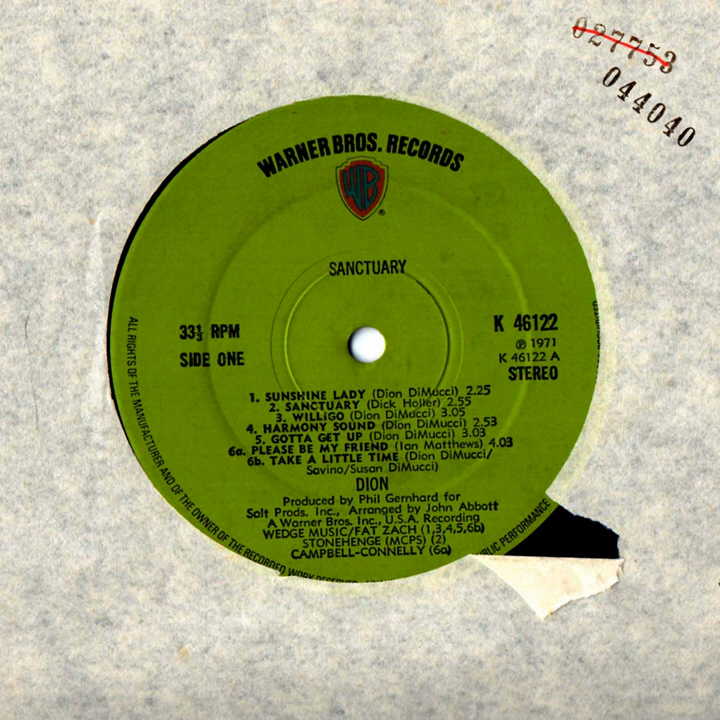 027753
044040
WARNER BROS. RECORDS
WB
®
SANCTUARY
33⅓ RPM
SIDE ONE
K 46122
℗ 1971
K 46122 A
STEREO
1. SUNSHINE LADY (Dion DiMucci) 2.25
2. SANCTUARY (Dick Holler) 2.55
3. WILLIGO (Dion DiMucci) 3.05
4. HARMONY SOUND (Dion DiMucci) 2.53
5. GOTTA GET UP (Dion DiMucci) 3.03
6a. PLEASE BE MY FRIEND (Ian Matthews) 4.03
6b. TAKE A LITTLE TIME (Dion DiMucci/
Savino/Susan DiMucci)
DION
Produced by Phil Gernhard for
Salt Prods. Inc., Arranged by John Abbott
A Warner Bros. Inc., U.S.A. Recording
WEDGE MUSIC/FAT ZACH (1,3,4,5,6b)
STONEHENGE (MCPS) (2)
CAMPBELL-CONNELLY (6a)
ALL RIGHTS OF THE MANUFACTURER AND OF THE OWNER OF THE RECORDED WORK RESERVED PERFORMANCE